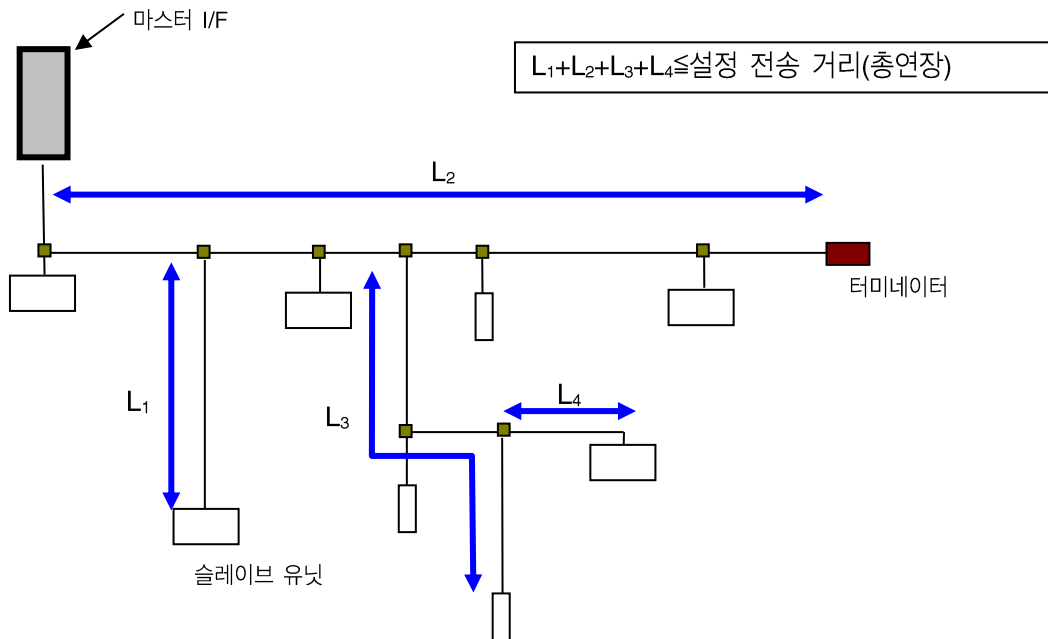 마스터 I/F
L₁+L₂+L₃+L₄≦설정 전송 거리(총연장)
L₂
터미네이터
L₁
L₃
L₄
슬레이브 유닛